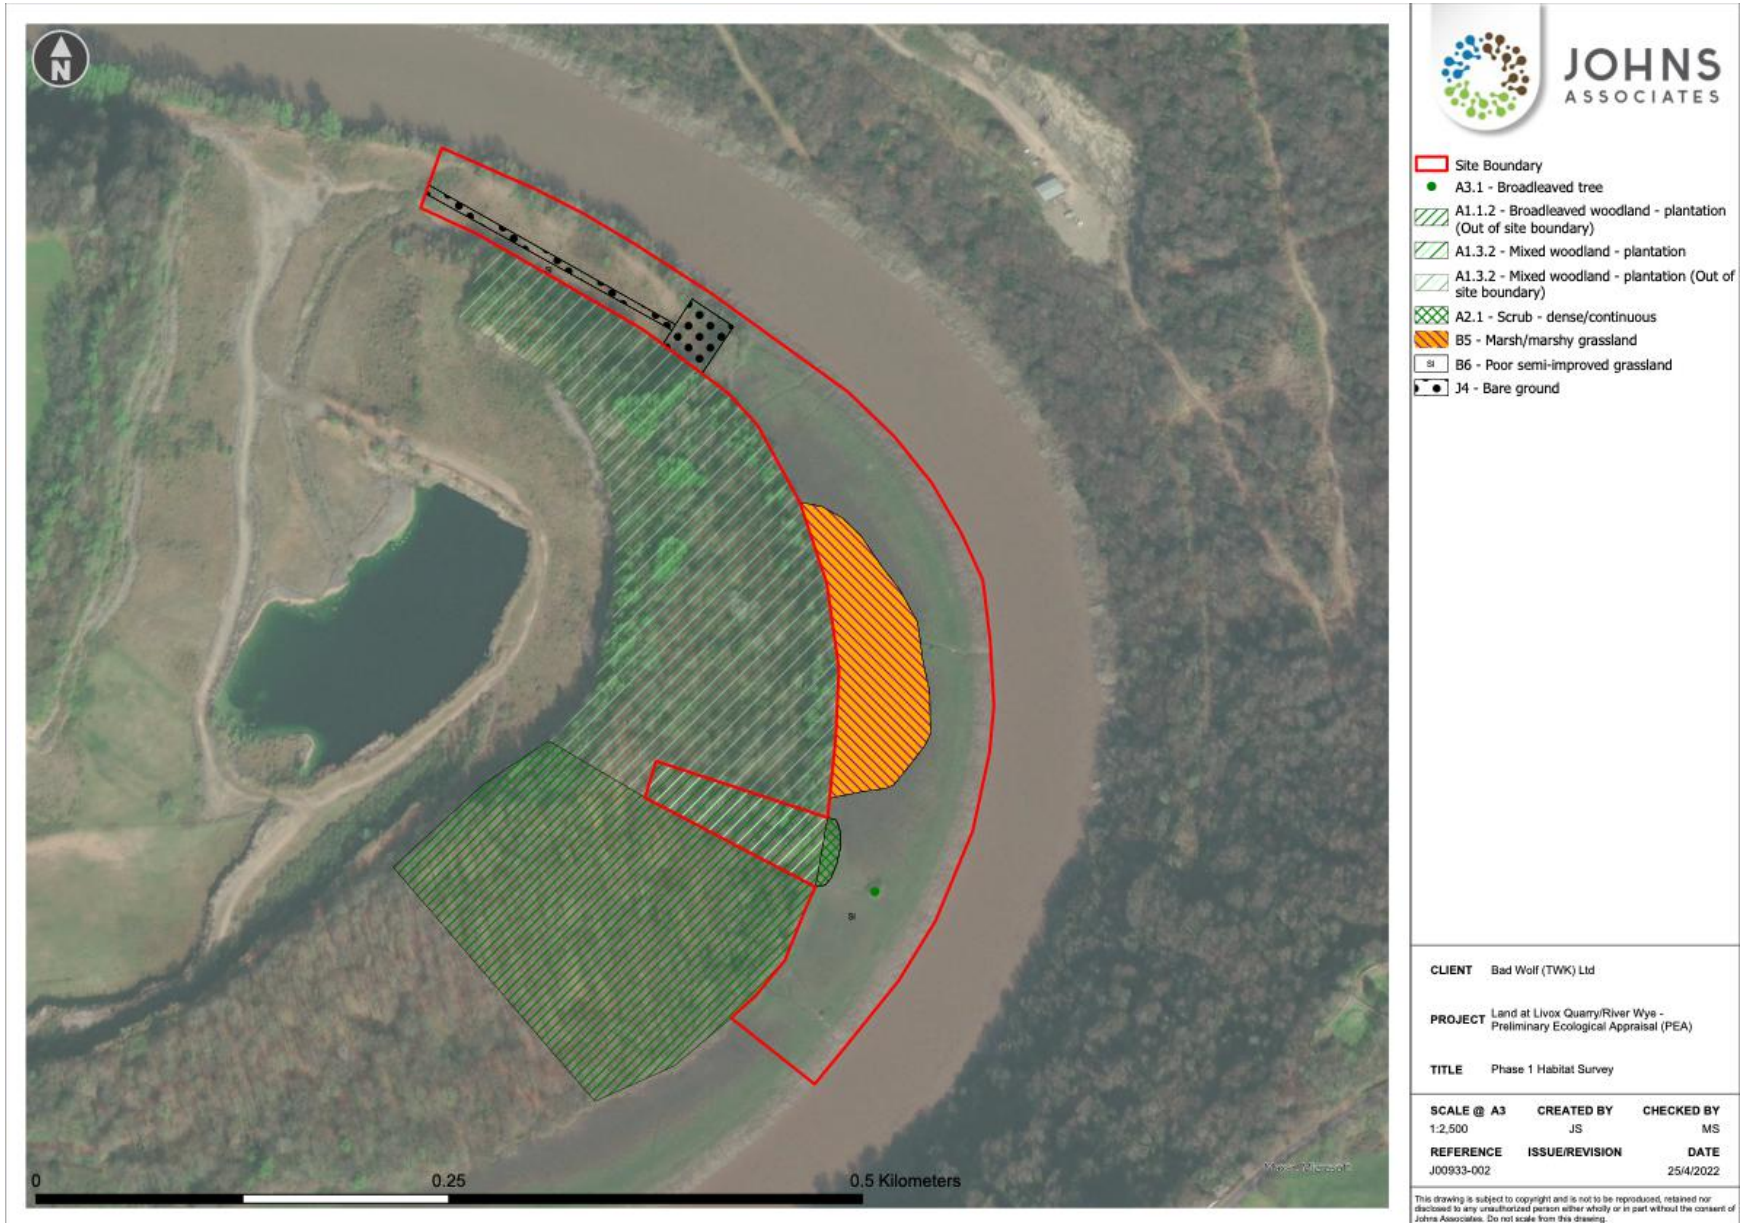 N
JOHNS
ASSOCIATES
Site Boundary
A3.1 - Broadleaved tree
A1.1.2 - Broadleaved woodland - plantation
(Out of site boundary)
A1.3.2 - Mixed woodland - plantation
A1.3.2 - Mixed woodland - plantation (Out of
site boundary)
A2.1 - Scrub - dense/continuous
B5 - Marsh/marshy grassland
SI B6 - Poor semi-improved grassland
J4 - Bare ground
SI
SI
CLIENT Bad Wolf (TWK) Ltd
PROJECT Land at Livox Quarry/River Wye -
Preliminary Ecological Appraisal (PEA)
TITLE Phase 1 Habitat Survey
SCALE @ A3 CREATED BY CHECKED BY
1:2,500 JS MS
REFERENCE ISSUE/REVISION DATE
J00933-002 25/4/2022
This drawing is subject to copyright and is not to be reproduced, retained nor
disclosed to any unauthorized person either wholly or in part without the consent of
Johns Associates. Do not scale from this drawing.
0 0.25 0.5 Kilometers